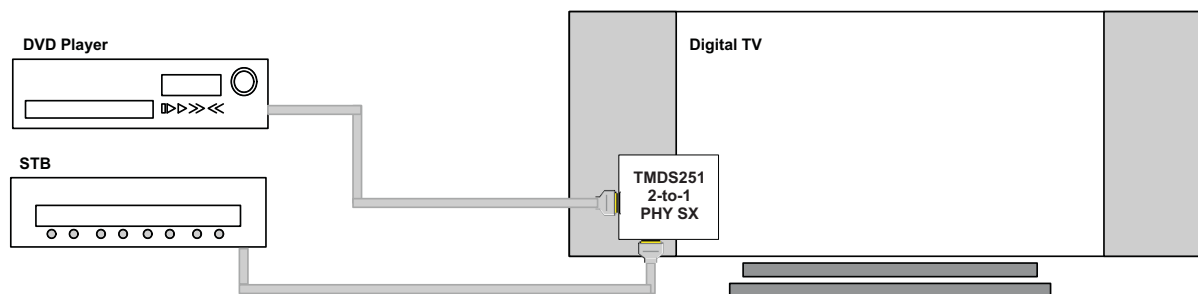 DVD Player
Digital TV
STB
TMDS251
2-to-1
PHY SX